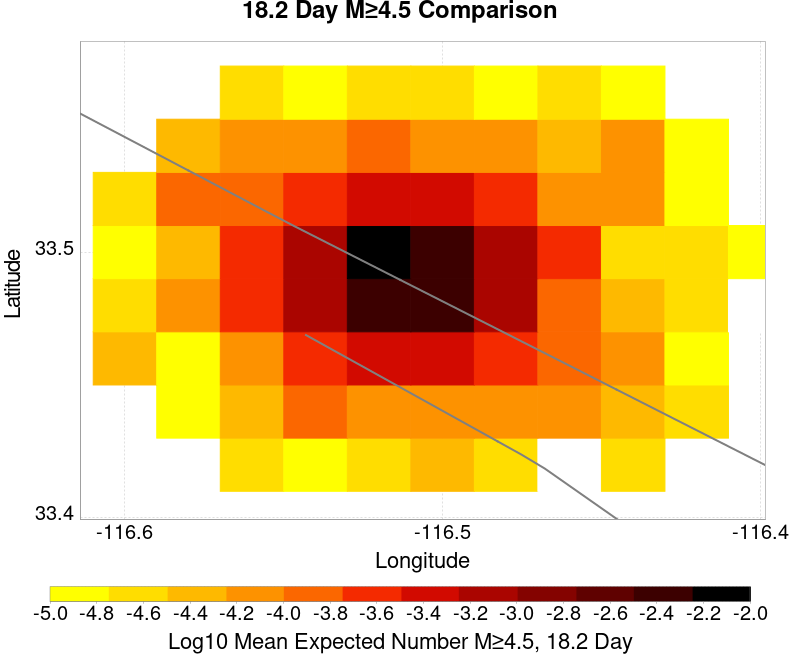 18.2 Day M≥4.5 Comparison
Latitude
33.5
33.4
-116.6 -116.5 -116.4
Longitude
-5.0 -4.8 -4.6 -4.4 -4.2 -4.0 -3.8 -3.6 -3.4 -3.2 -3.0 -2.8 -2.6 -2.4 -2.2 -2.0
Log10 Mean Expected Number M≥4.5, 18.2 Day